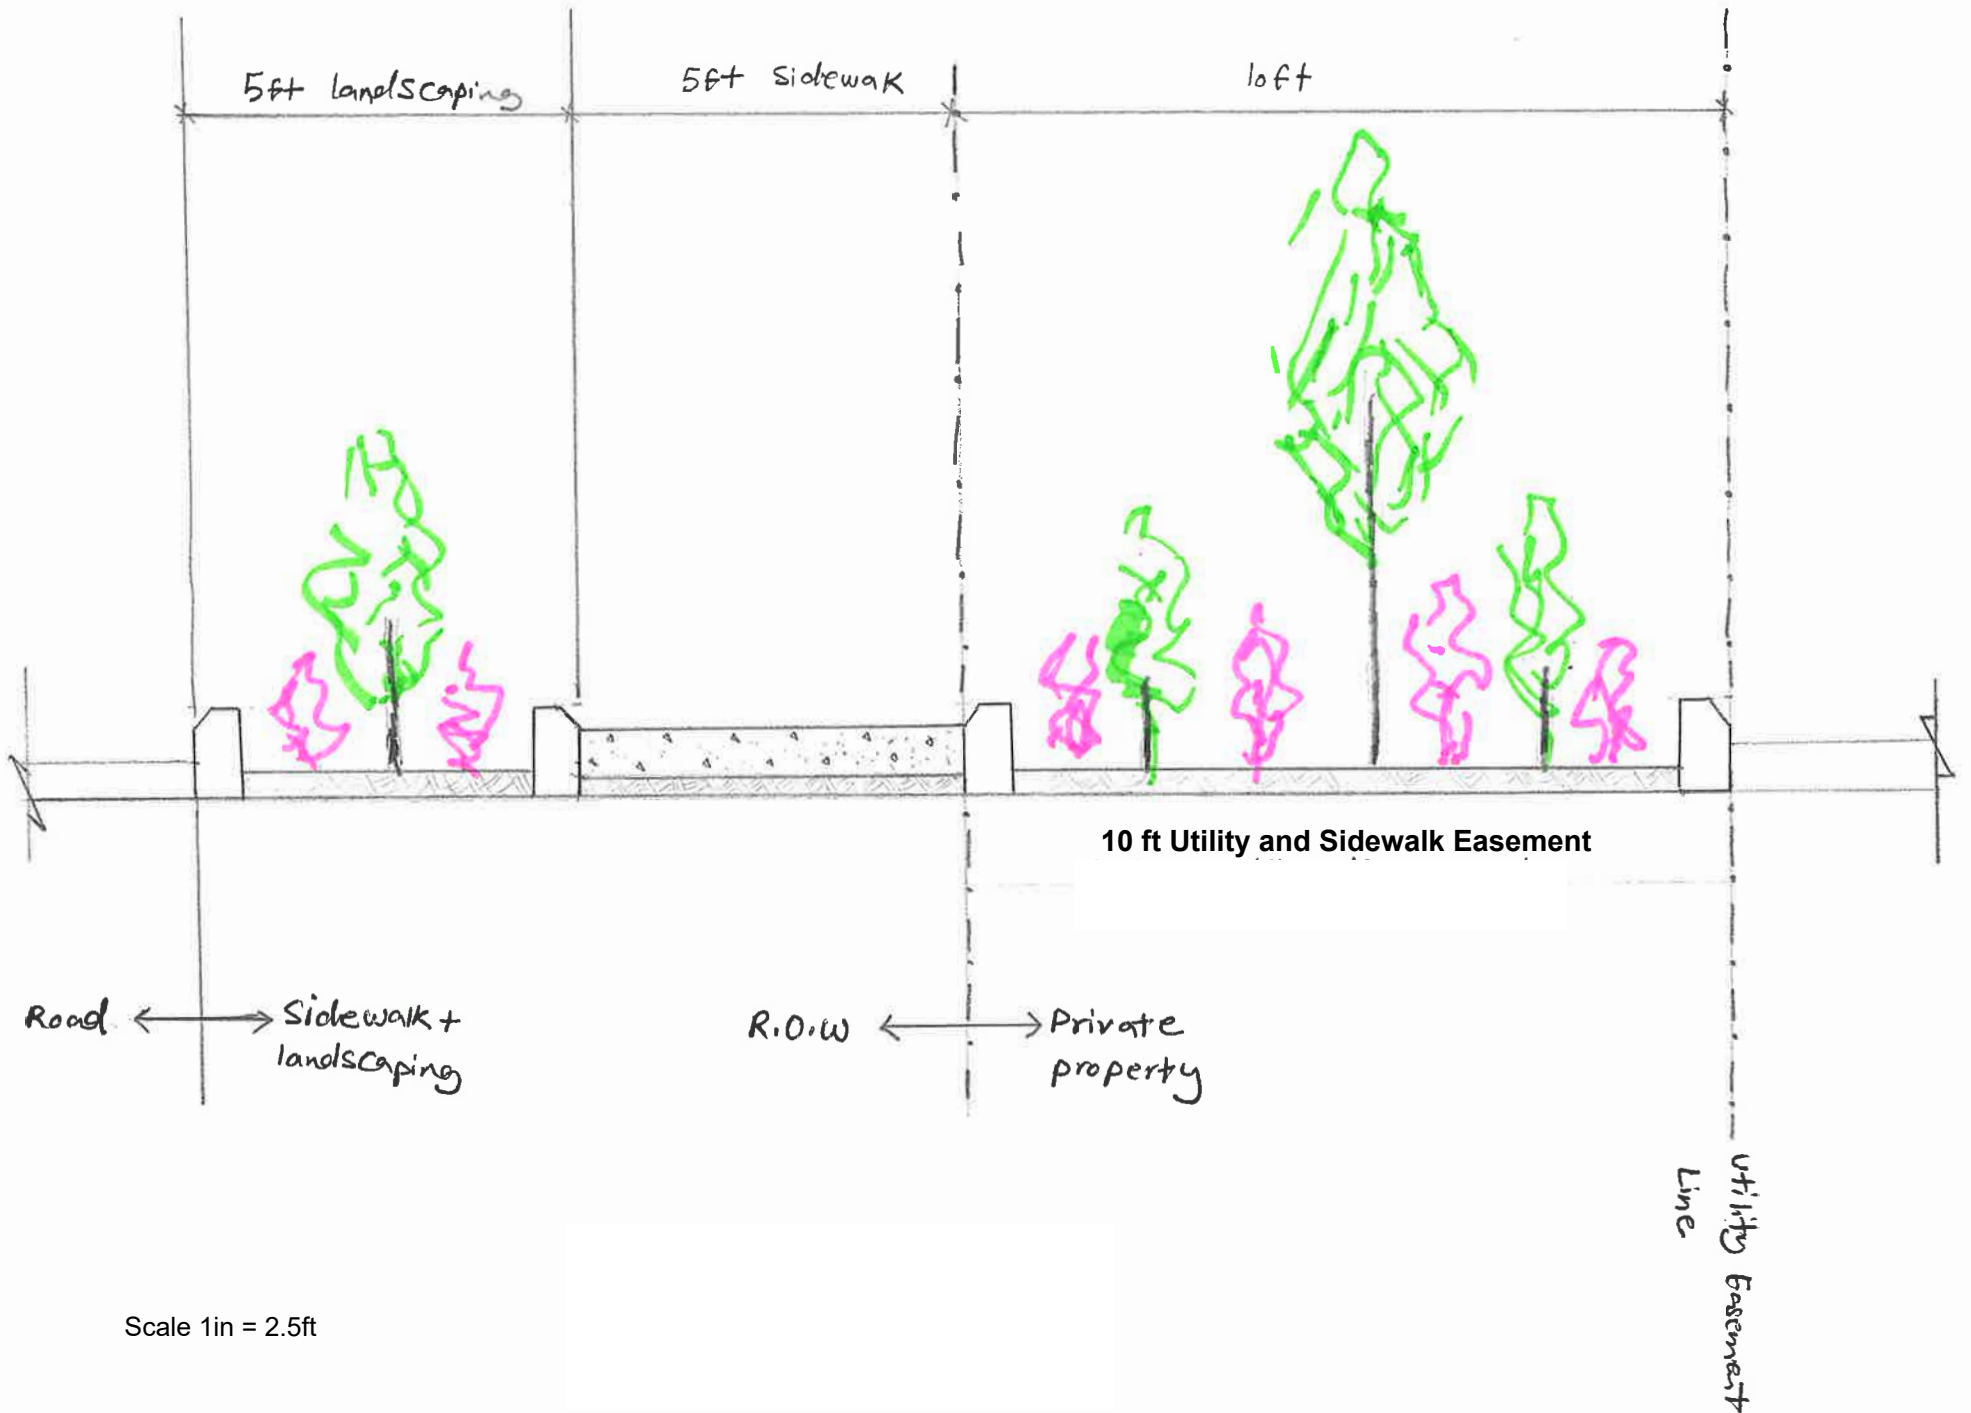 5ft landscaping
5ft sidewak
10ft
10 ft Utility and Sidewalk Easement
Road
Sidewalk +
landscaping
R.O.W
Private
property
Utility Easement
Line
Scale 1in = 2.5ft